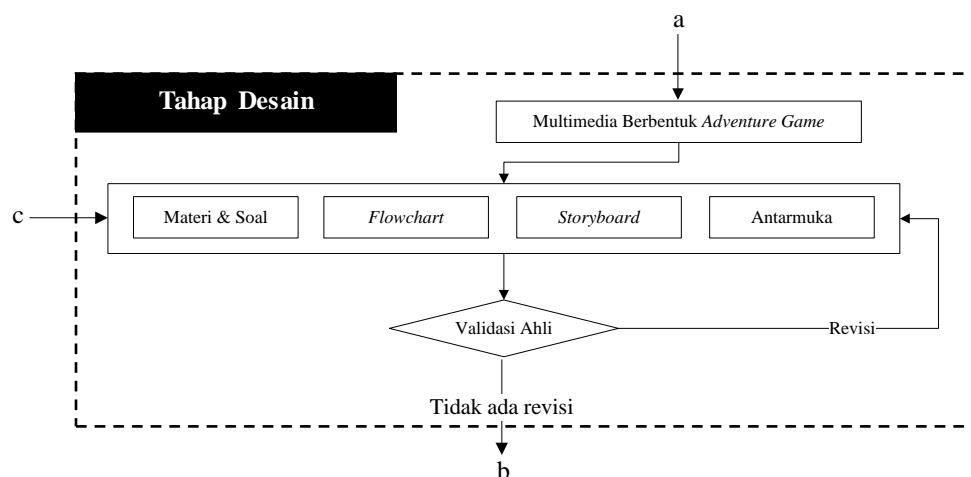 a
Tahap Desain
Multimedia Berbentuk Adventure Game
c
Materi & Soal
Flowchart
Storyboard
Antarmuka
Validasi Ahli
Revisi
Tidak ada revisi
b